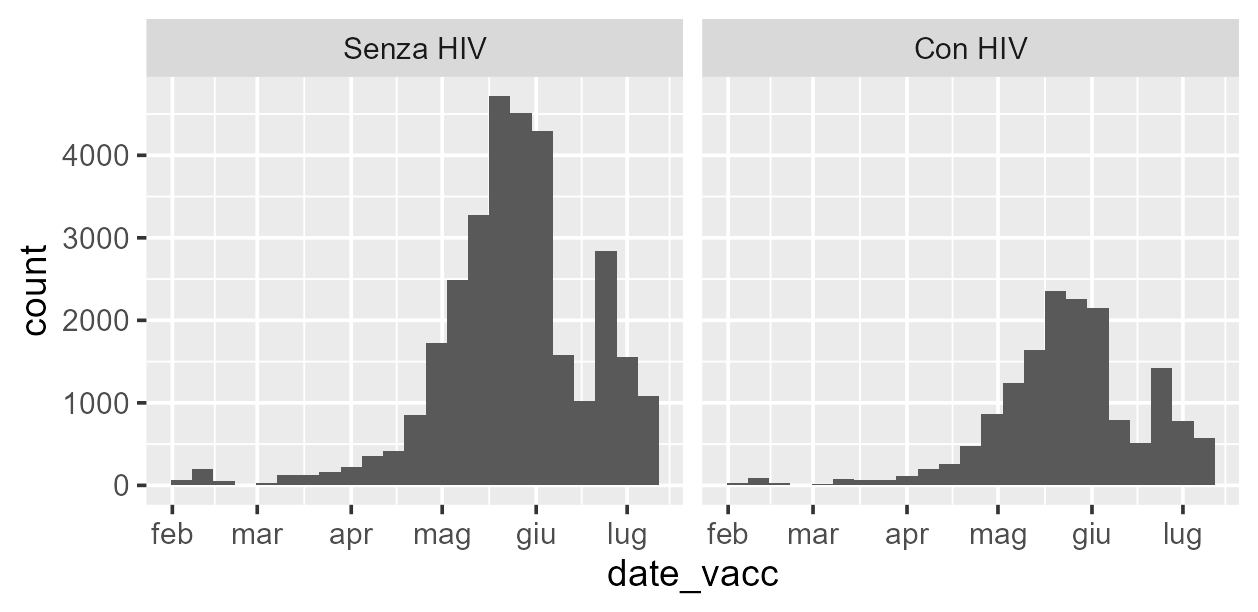 Senza HIV
Con HIV
count
4000
3000
2000
1000
0
feb mar apr mag giu lug
feb mar apr mag giu lug
date_vacc